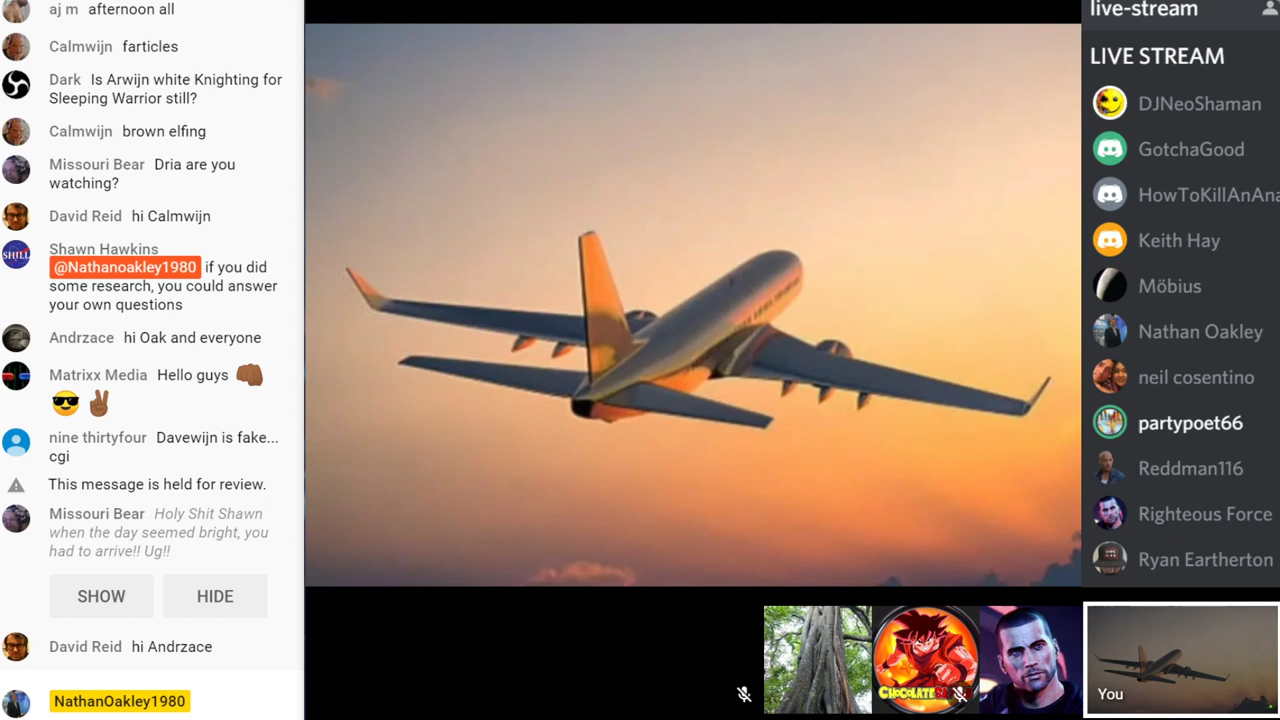 aj m afternoon all
Calmwijn farticles
Dark Is Arwijn white Knighting for
Sleeping Warrior still?
Calmwijn brown elfing
Missouri Bear Dria are you
watching?
David Reid hi Calmwijn
SHILL
Shawn Hawkins
@Nathanoakley1980 if you did
some research, you could answer
your own questions
Andrzace hi Oak and everyone
Matrixx Media Hello guys
nine thirtyfour Davewijn is fake...
cgi
This message is held for review.
Missouri Bear Holy Shit Shawn
when the day seemed bright, you
had to arrive!! Ug!!
SHOW HIDE
David Reid hi Andrzace
NathanOakley1980
You
live-stream
LIVE STREAM
DJNeoShaman
GotchaGood
HowToKillAnAna
Keith Hay
Möbius
Nathan Oakley
neil cosentino
partypoet66
Reddman116
Righteous Force
Ryan Eartherton